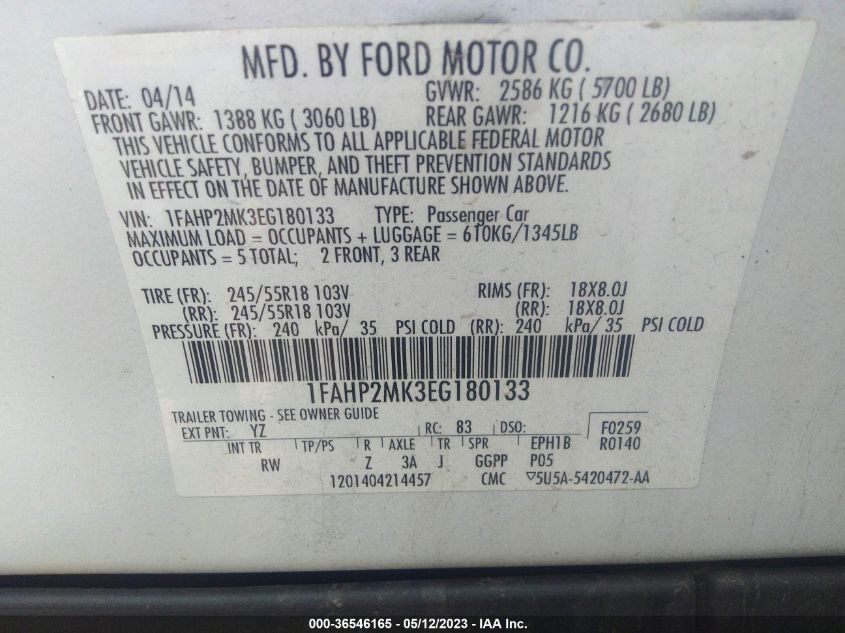 MFD. BY FORD MOTOR CO.
DATE: 04/14 GVWR: 2586 KG ( 5700 LB)
FRONT GAWR: 1388 KG ( 3060 LB) REAR GAWR: 1216 KG ( 2680 LB)
THIS VEHICLE CONFORMS TO ALL APPLICABLE FEDERAL MOTOR
VEHICLE SAFETY, BUMPER, AND THEFT PREVENTION STANDARDS
IN EFFECT ON THE DATE OF MANUFACTURE SHOWN ABOVE.
VIN: 1FAHP2MK3EG180133 TYPE: Passenger Car
MAXIMUM LOAD = OCCUPANTS + LUGGAGE = 610KG/1345LB
OCCUPANTS = 5 TOTAL; 2 FRONT, 3 REAR
TIRE (FR): 245/55R18 103V RIMS (FR): 18X8.0J
(RR): 245/55R18 103V (RR): 18X8.0J
PRESSURE (FR): 240 kPa/ 35 PSI COLD (RR): 240 kPa/ 35 PSI COLD
1FAHP2MK3EG180133
TRAILER TOWING - SEE OWNER GUIDE
EXT PNT: YZ RC: 83 DSO: F0259
INT TR TP/PS R AXLE TR SPR EPH1B R0140
RW Z 3A J GGPP P05
1201404214457 CMC ▽5U5A-5420472-AA
000-36546165 - 05/12/2023 - IAA Inc.